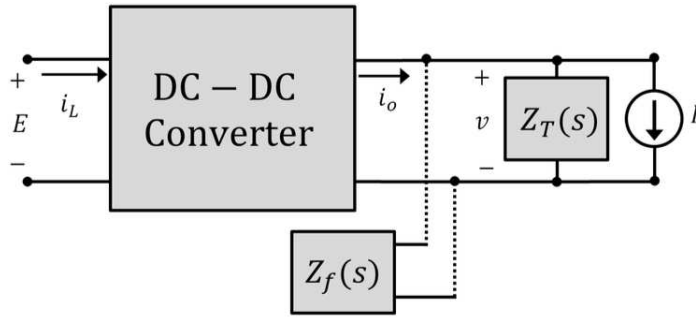 +
E
−
i_L
DC − DC
Converter
i_o
+
v
−
Z_T(s)
Z_f(s)